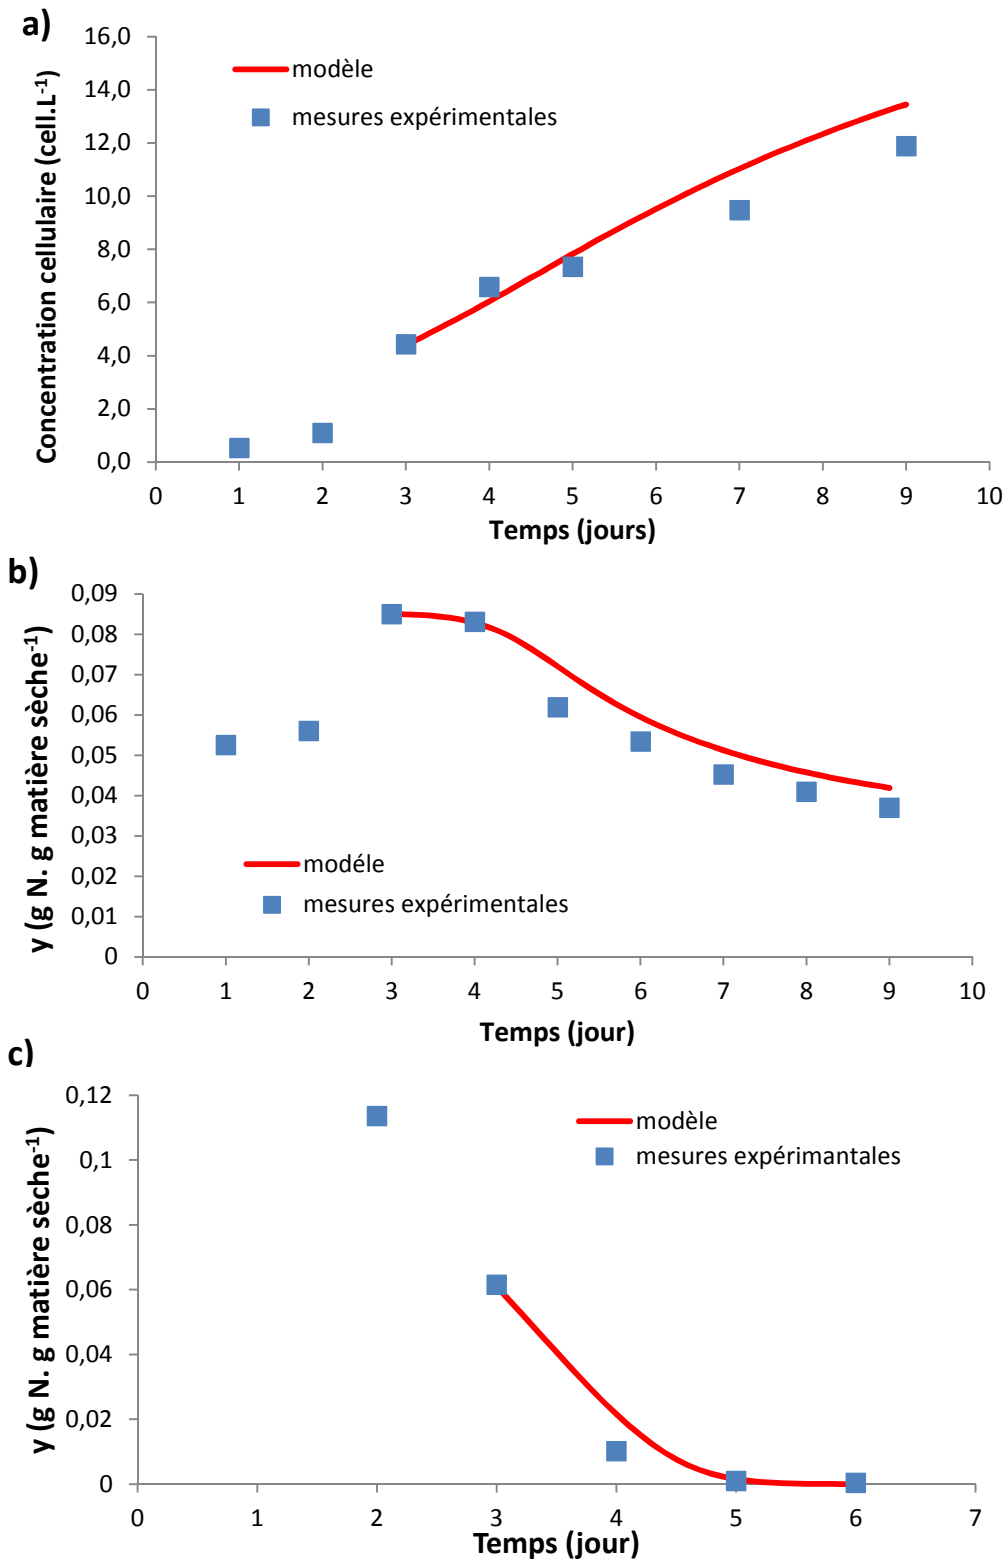 a)
Concentration cellulaire (cell.L⁻¹)
16,0
14,0
12,0
10,0
8,0
6,0
4,0
2,0
0,0
modèle
mesures expérimentales
0 1 2 3 4 5 6 7 8 9 10
Temps (jours)
b)
y (g N. g matière sèche⁻¹)
0,09
0,08
0,07
0,06
0,05
0,04
0,03
0,02
0,01
0
modéle
mesures expérimentales
0 1 2 3 4 5 6 7 8 9 10
Temps (jour)
c)
y (g N. g matière sèche⁻¹)
0,12
0,1
0,08
0,06
0,04
0,02
0
modèle
mesures expérimantales
0 1 2 3 4 5 6 7
Temps (jour)